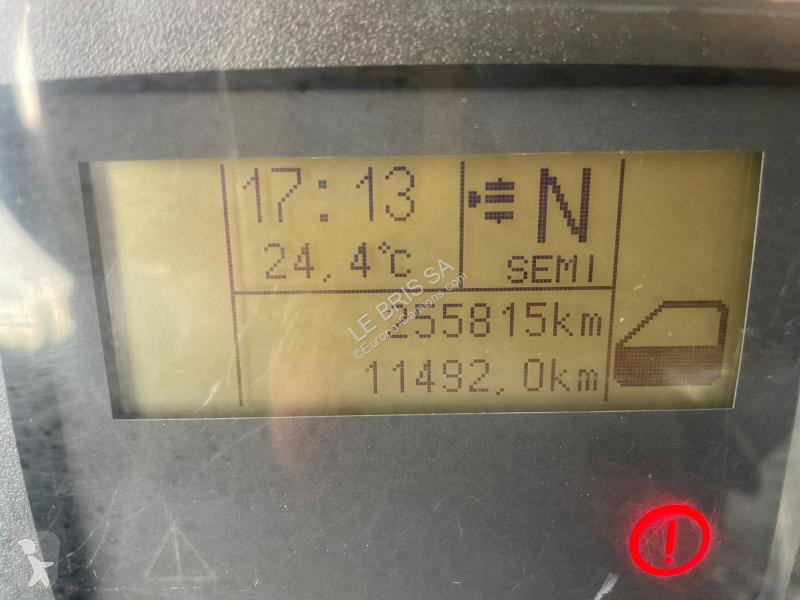 17:13
N
24,4°C
SEMI
LE BRIS SA
255815km
11492,0km